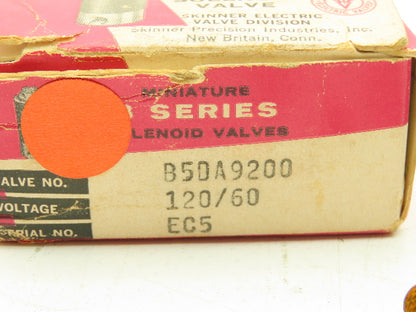 VALVE
SKINNER ELECTRIC
VALVE DIVISION
Skinner Precision Industries, Inc.
New Britain, Conn.
MINIATURE
SERIES
LENOID VALVES
ALVE NO. B5DA9200
VOLTAGE 120/60
ERIAL NO. EC5